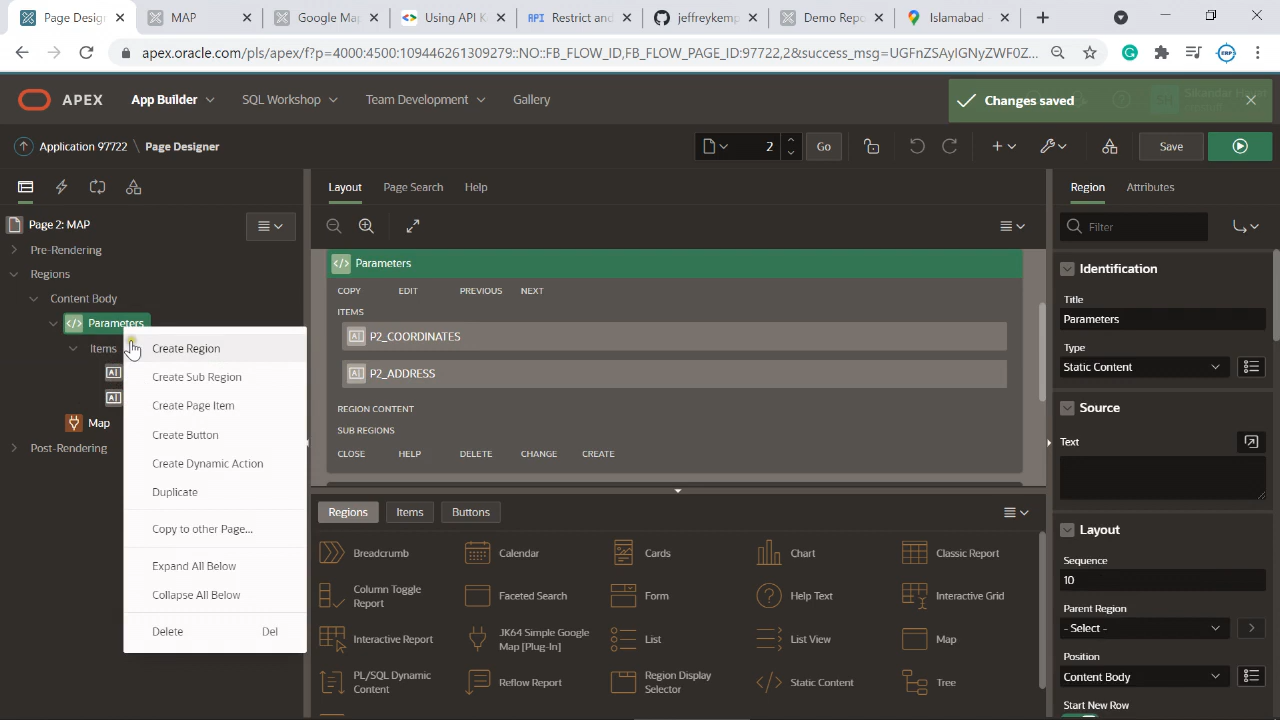 Page Design
MAP
Google Map
Using API K
API Restrict and
jeffreykemp
Demo Repo
Islamabad -
apex.oracle.com/pls/apex/f?p=4000:4500:109446261309279::NO::FB_FLOW_ID,FB_FLOW_PAGE_ID:97722,2&success_msg=UGFnZSAyIGNyZWF0Z...
APEX
App Builder
SQL Workshop
Team Development
Gallery
Changes saved
Application 97722 \ Page Designer
2
Go
Save
Layout
Page Search
Help
Region
Attributes
Page 2: MAP
Filter
Pre-Rendering
Regions
Content Body
Parameters
Items
Map
Post-Rendering
Create Region
Create Sub Region
Create Page Item
Create Button
Create Dynamic Action
Duplicate
Copy to other Page...
Expand All Below
Collapse All Below
Delete Del
Parameters
COPY EDIT PREVIOUS NEXT
ITEMS
P2_COORDINATES
P2_ADDRESS
REGION CONTENT
SUB REGIONS
CLOSE HELP DELETE CHANGE CREATE
Regions Items Buttons
Breadcrumb Calendar Cards Chart Classic Report
Column Toggle Report Faceted Search Form Help Text Interactive Grid
Interactive Report JK64 Simple Google Map [Plug-In] List List View Map
PL/SQL Dynamic Content Reflow Report Region Display Selector Static Content Tree
Identification
Title
Parameters
Type
Static Content
Source
Text
Layout
Sequence
10
Parent Region
- Select -
Position
Content Body
Start New Row